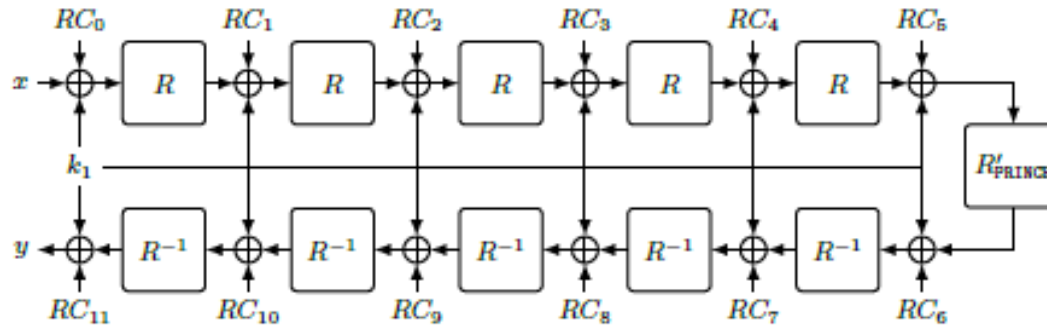 RC₀ RC₁ RC₂ RC₃ RC₄ RC₅
x R R R R R
k₁ R′PRINCE
y R⁻¹ R⁻¹ R⁻¹ R⁻¹ R⁻¹
RC₁₁ RC₁₀ RC₉ RC₈ RC₇ RC₆